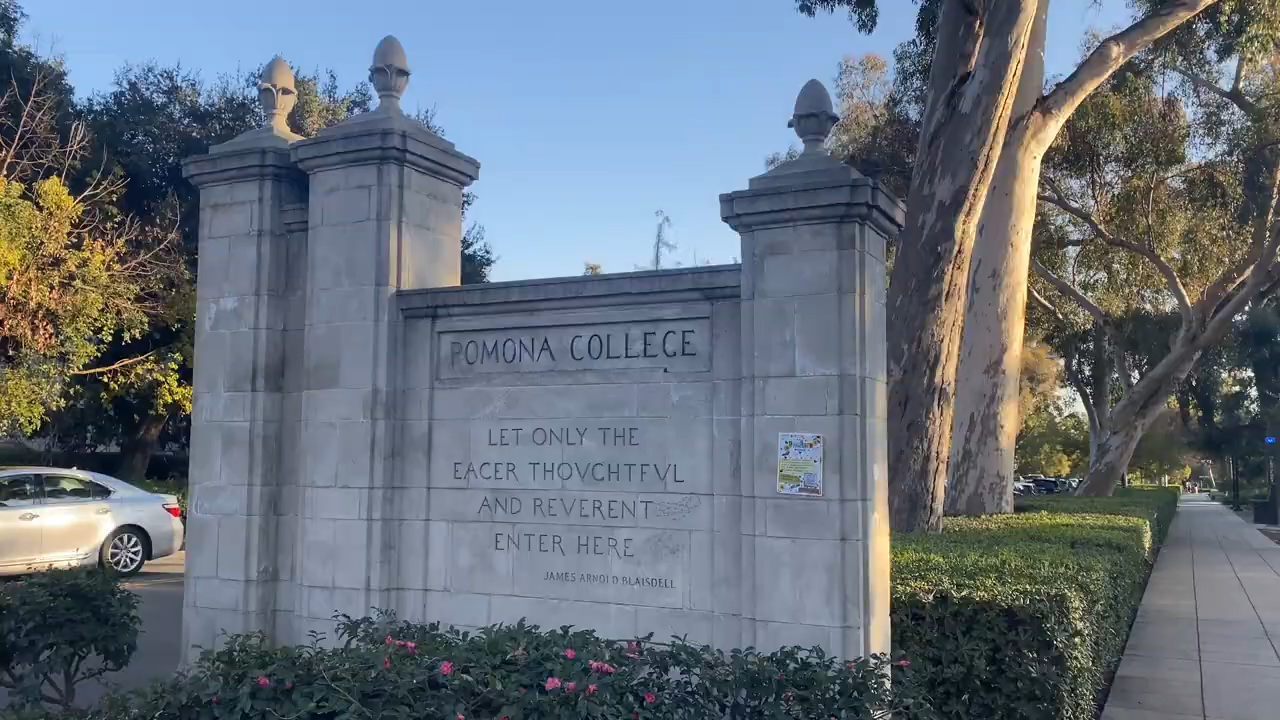 POMONA COLLEGE
LET ONLY THE
EAGER THOVGHTFVL
AND REVERENT
ENTER HERE
JAMES ARNOLD BLAISDELL